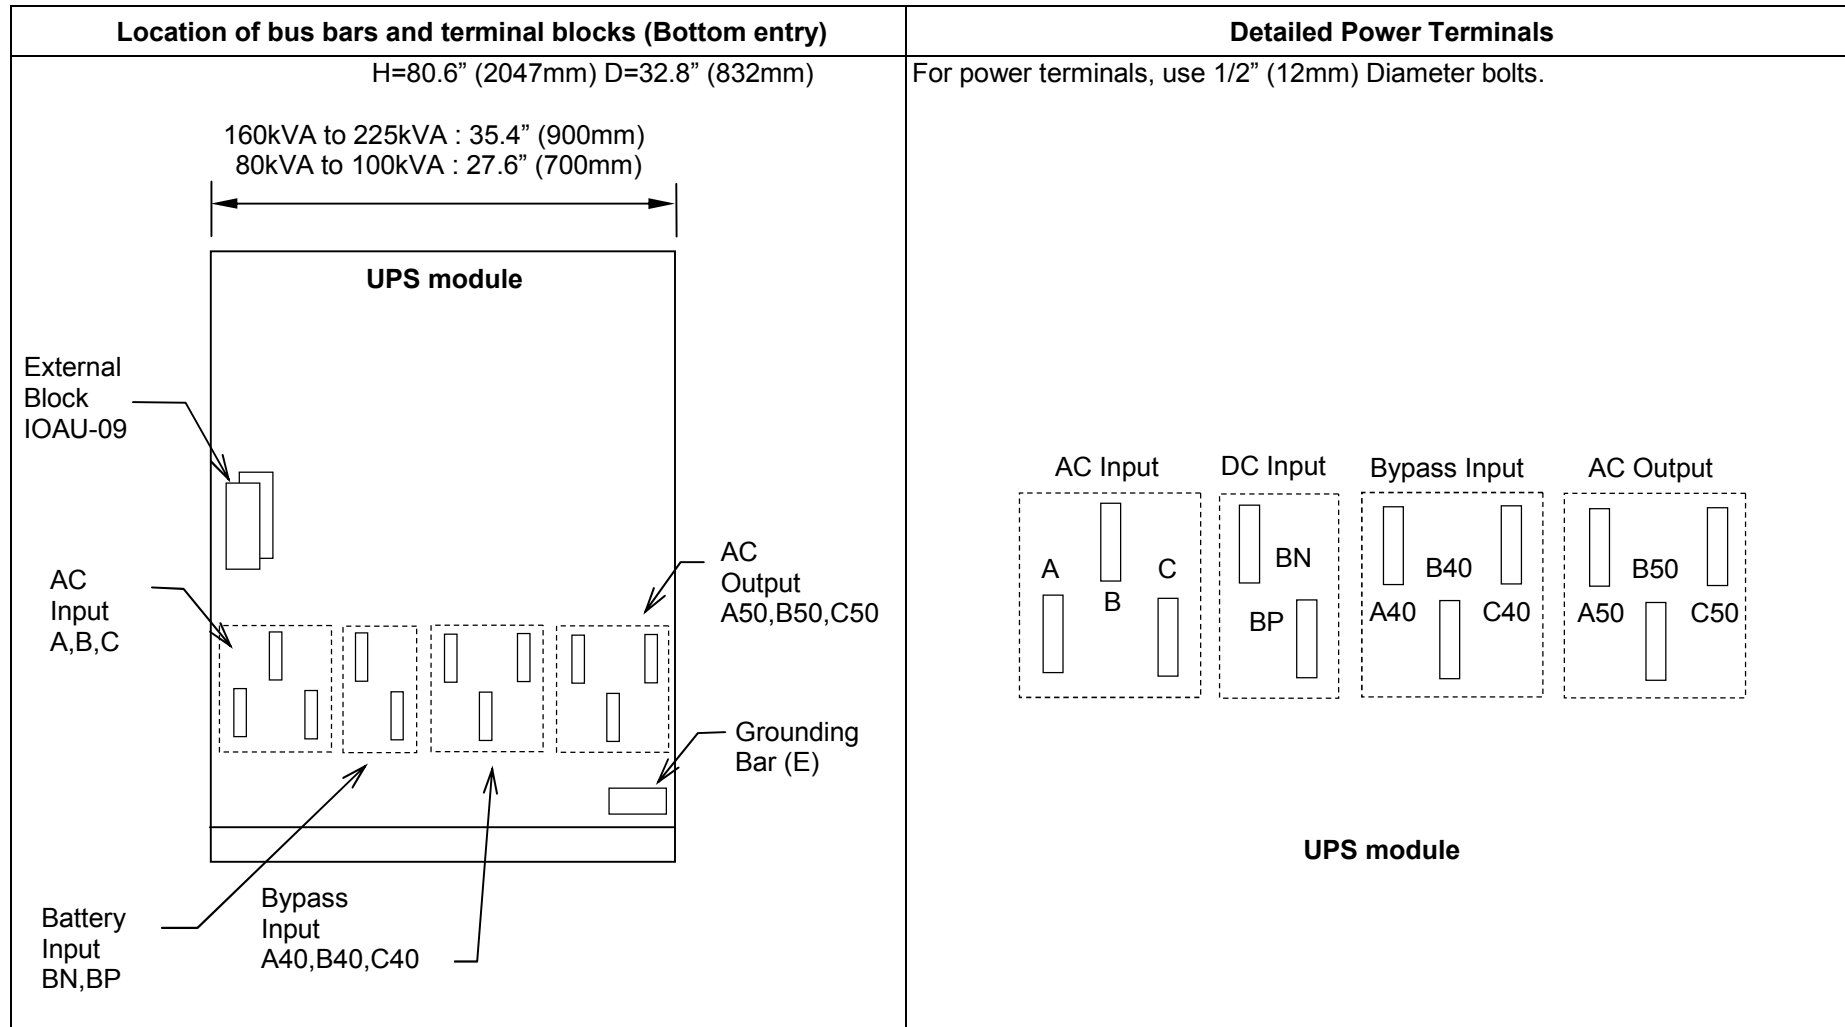 Location of bus bars and terminal blocks (Bottom entry)
H=80.6” (2047mm) D=32.8” (832mm)
160kVA to 225kVA : 35.4” (900mm)
80kVA to 100kVA : 27.6” (700mm)
UPS module
External
Block
IOAU-09
AC
Input
A,B,C
AC
Output
A50,B50,C50
Grounding
Bar (E)
Battery
Input
BN,BP
Bypass
Input
A40,B40,C40
Detailed Power Terminals
For power terminals, use 1/2” (12mm) Diameter bolts.
AC Input
DC Input
Bypass Input
AC Output
A
B
C
BN
BP
B40
A40
C40
B50
A50
C50
UPS module